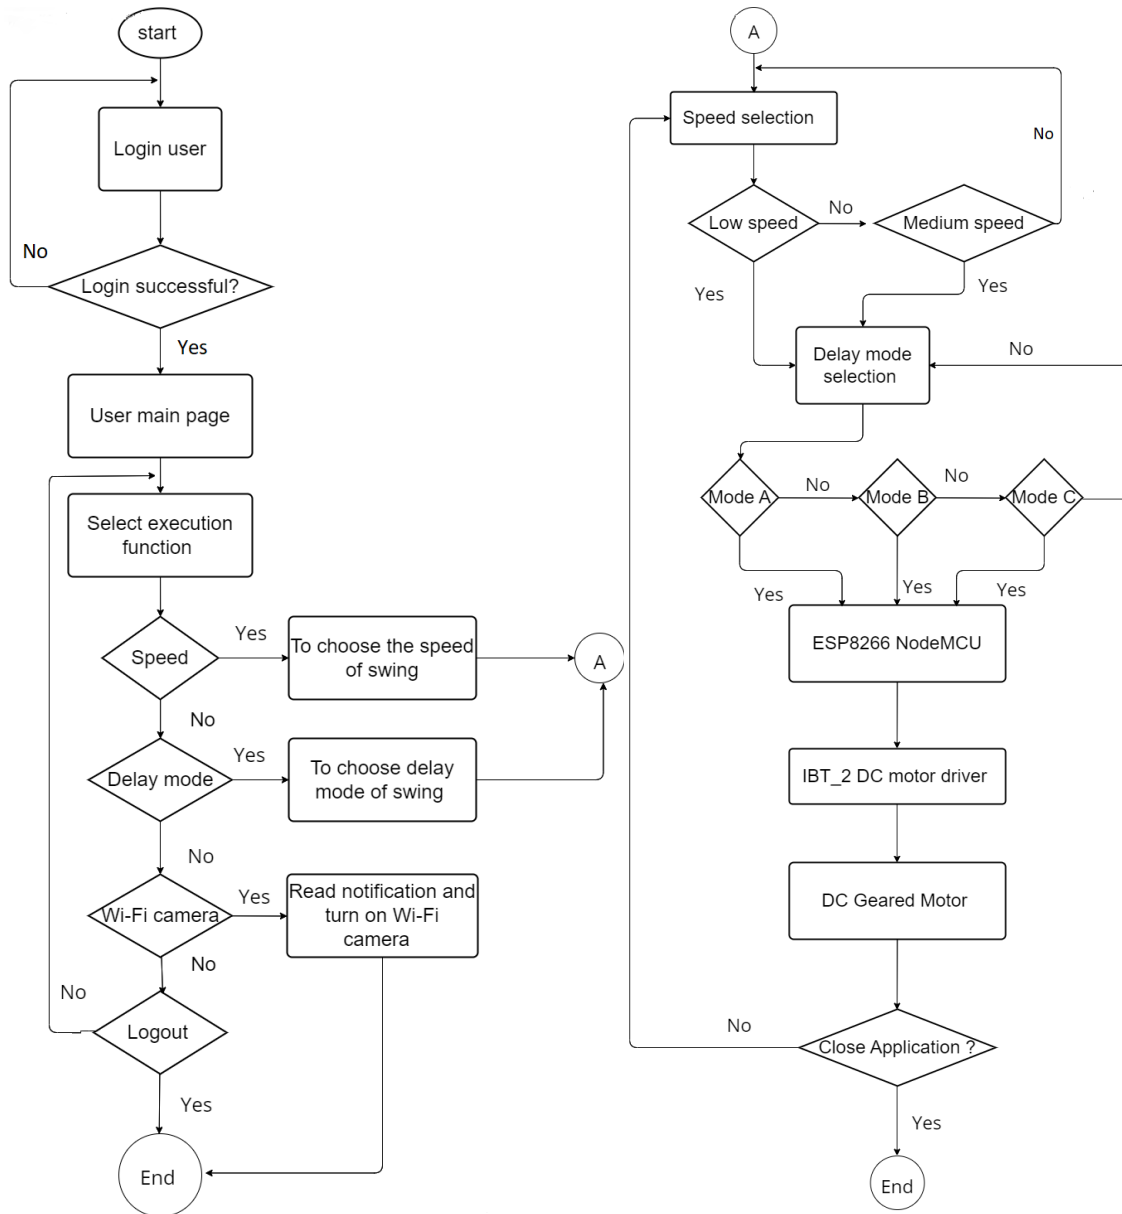 start
Login user
No
Login successful?
Yes
User main page
Select execution
function
Speed
Yes
To choose the speed
of swing
A
No
Delay mode
Yes
To choose delay
mode of swing
No
Wi-Fi camera
Yes
Read notification and
turn on Wi-Fi
camera
No
No
Logout
Yes
End
A
Speed selection
No
Low speed
No
Medium speed
Yes
Yes
Delay mode
selection
No
Mode A
No
Mode B
No
Mode C
Yes
Yes
Yes
ESP8266 NodeMCU
IBT_2 DC motor driver
DC Geared Motor
No
Close Application ?
Yes
End